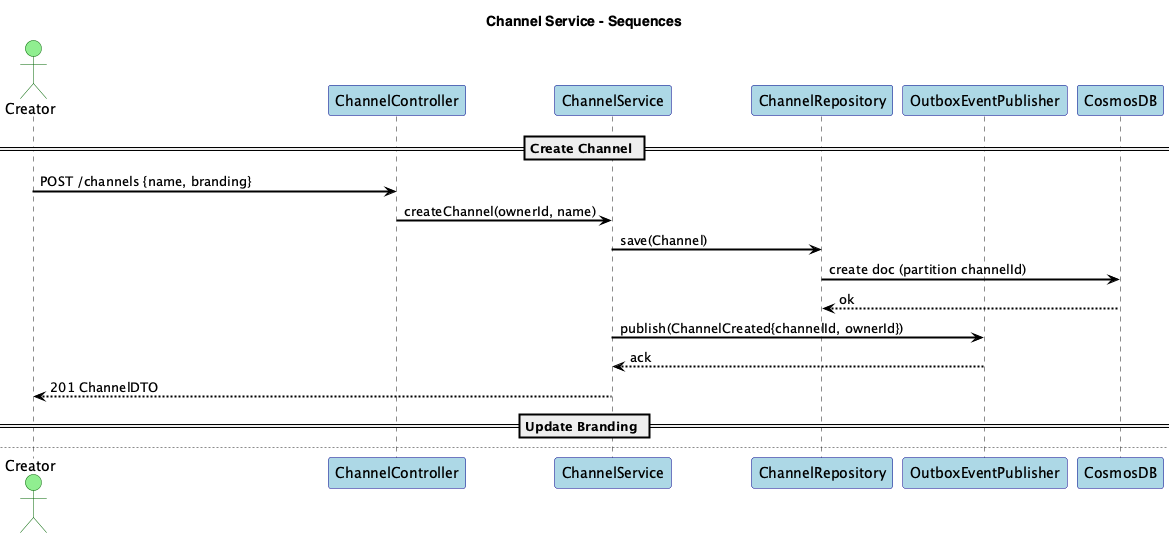 Channel Service - Sequences
Creator
ChannelController
ChannelService
ChannelRepository
OutboxEventPublisher
CosmosDB
Create Channel
POST /channels {name, branding}
createChannel(ownerId, name)
save(Channel)
create doc (partition channelId)
ok
publish(ChannelCreated{channelId, ownerId})
ack
201 ChannelDTO
Update Branding
Creator
ChannelController
ChannelService
ChannelRepository
OutboxEventPublisher
CosmosDB